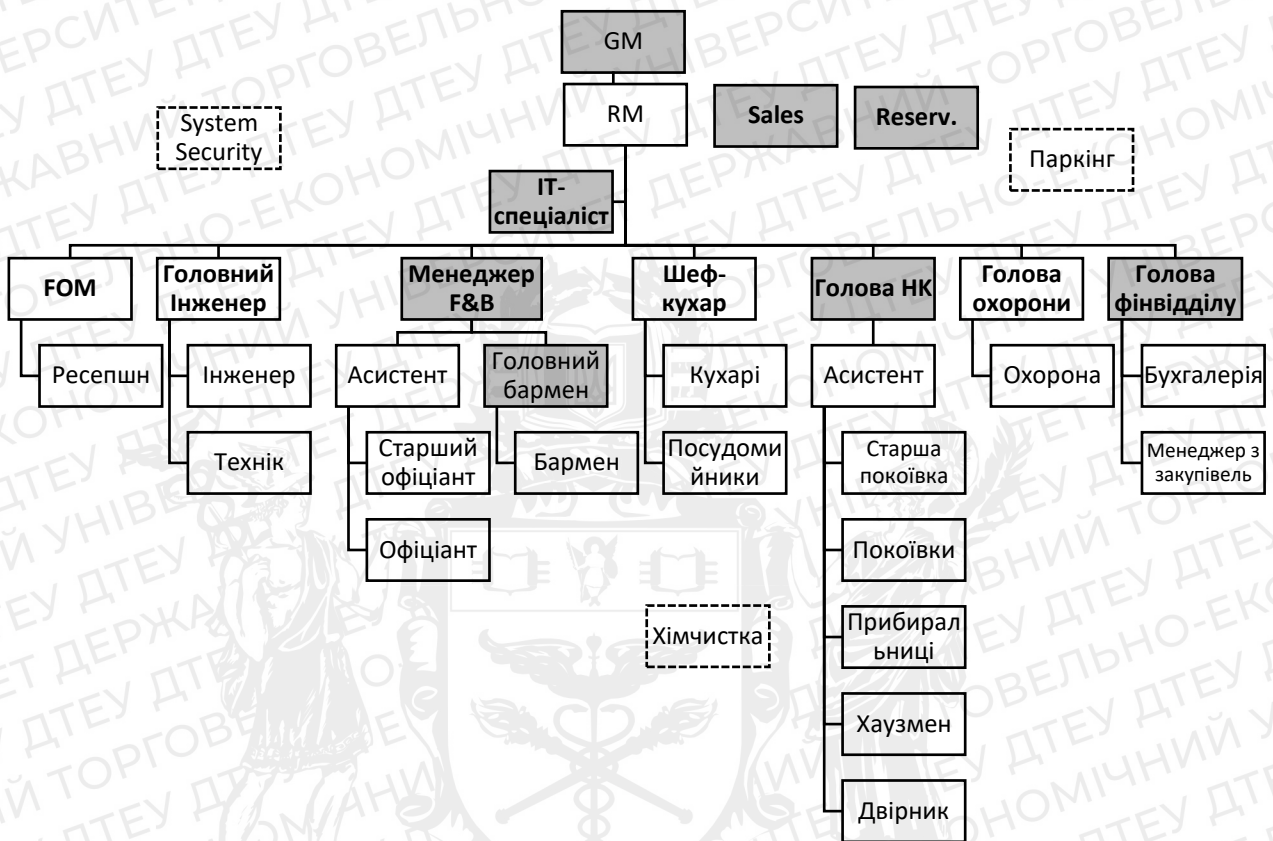 GM
RM
Sales
Reserv.
System
Security
Паркінг
ІТ-
спеціаліст
FOM
Головний
Інженер
Менеджер
F&B
Шеф-
кухар
Голова НК
Голова
охорони
Голова
фінвідділу
Ресепшн
Інженер
Асистент
Головний
бармен
Кухарі
Асистент
Охорона
Бухгалерія
Технік
Старший
офіціант
Бармен
Посудоми
йники
Старша
покоївка
Менеджер з
закупівель
Офіціант
Покоївки
Хімчистка
Прибирал
ьниці
Хаузмен
Двірник